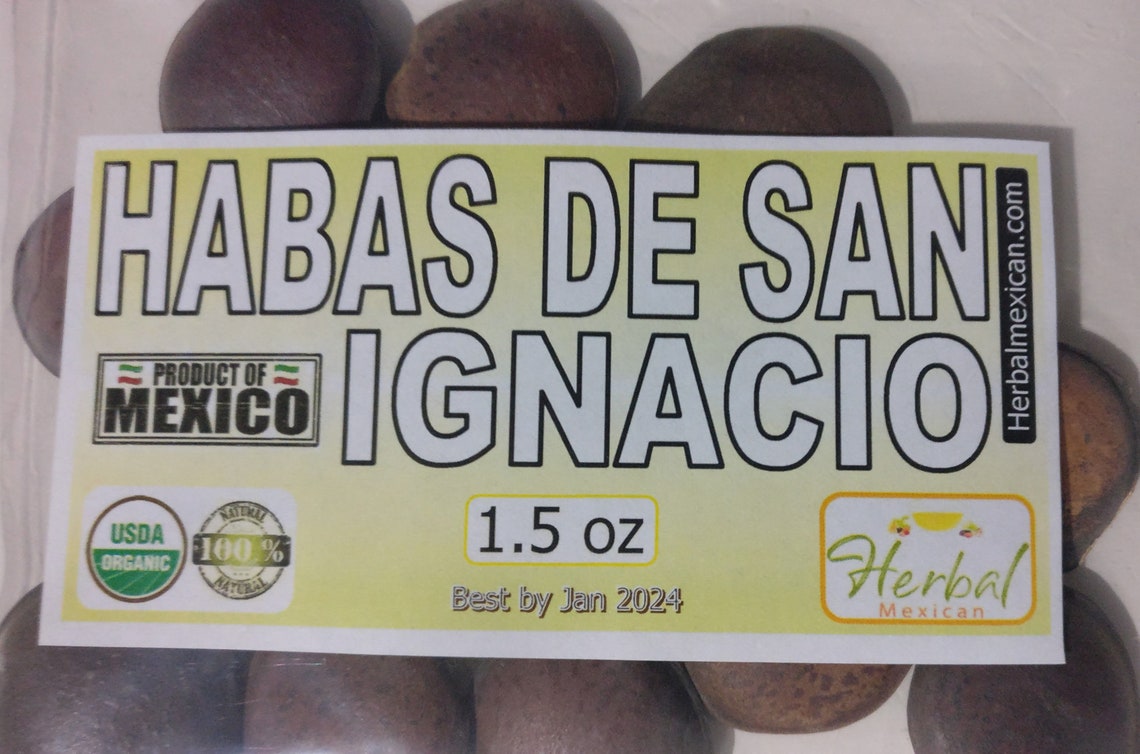 HABAS DE SAN
IGNACIO
Herbalmexican.com
PRODUCT OF
MEXICO
USDA
ORGANIC
NATURAL
100 %
NATURAL
1.5 oz
Best by Jan 2024
Herbal
Mexican